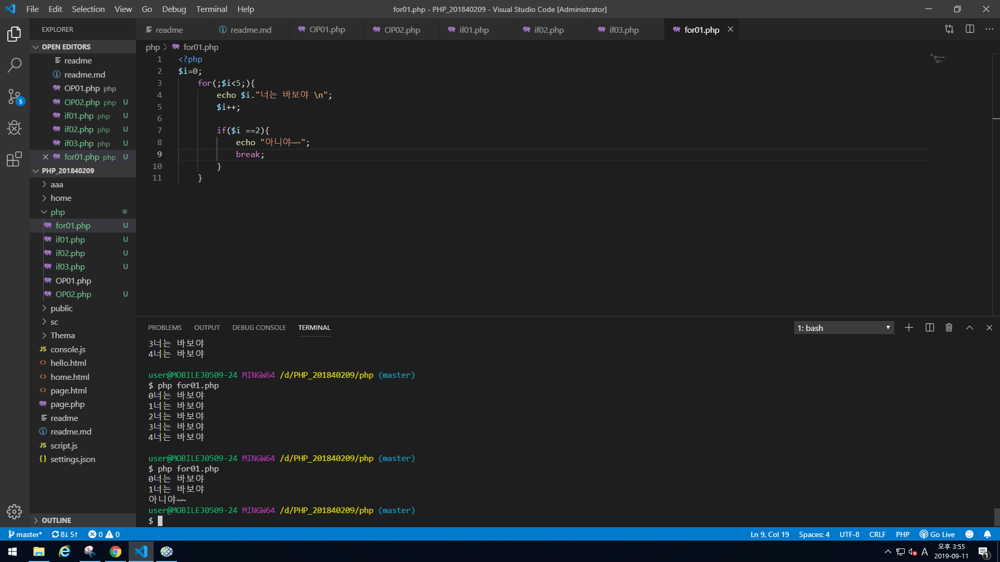 File Edit Selection View Go Debug Terminal Help
for01.php - PHP_201840209 - Visual Studio Code [Administrator]
EXPLORER
readme
readme.md
OP01.php
OP02.php
if01.php
if02.php
if03.php
for01.php
OPEN EDITORS
readme
readme.md
OP01.php php
OP02.php php U
if01.php php U
if02.php php U
if03.php php U
for01.php php U
PHP_201840209
aaa
home
php
for01.php U
if01.php U
if02.php U
if03.php U
OP01.php
OP02.php U
public
sc
Thema
JS console.js
hello.html
home.html
page.html
page.php
readme
readme.md
JS script.js
{} settings.json
OUTLINE
5
php > for01.php
1 <?php
2 $i=0;
3 for(;$i<5;){
4 echo $i."너는 바보야 \n";
5 $i++;
6
7 if($i ==2){
8 echo "아니야~~";
9 break;
10 }
11 }
PROBLEMS OUTPUT DEBUG CONSOLE TERMINAL
1: bash
3너는 바보야
4너는 바보야
user@MOBILEJ0509-24 MINGW64 /d/PHP_201840209/php (master)
$ php for01.php
0너는 바보야
1너는 바보야
2너는 바보야
3너는 바보야
4너는 바보야
user@MOBILEJ0509-24 MINGW64 /d/PHP_201840209/php (master)
$ php for01.php
0너는 바보야
1너는 바보야
아니야~~
user@MOBILEJ0509-24 MINGW64 /d/PHP_201840209/php (master)
$
master* 8↓ 5↑ 0 0
Ln 9, Col 19 Spaces: 4 UTF-8 CRLF PHP Go Live
A
오후 3:55
2019-09-11
1